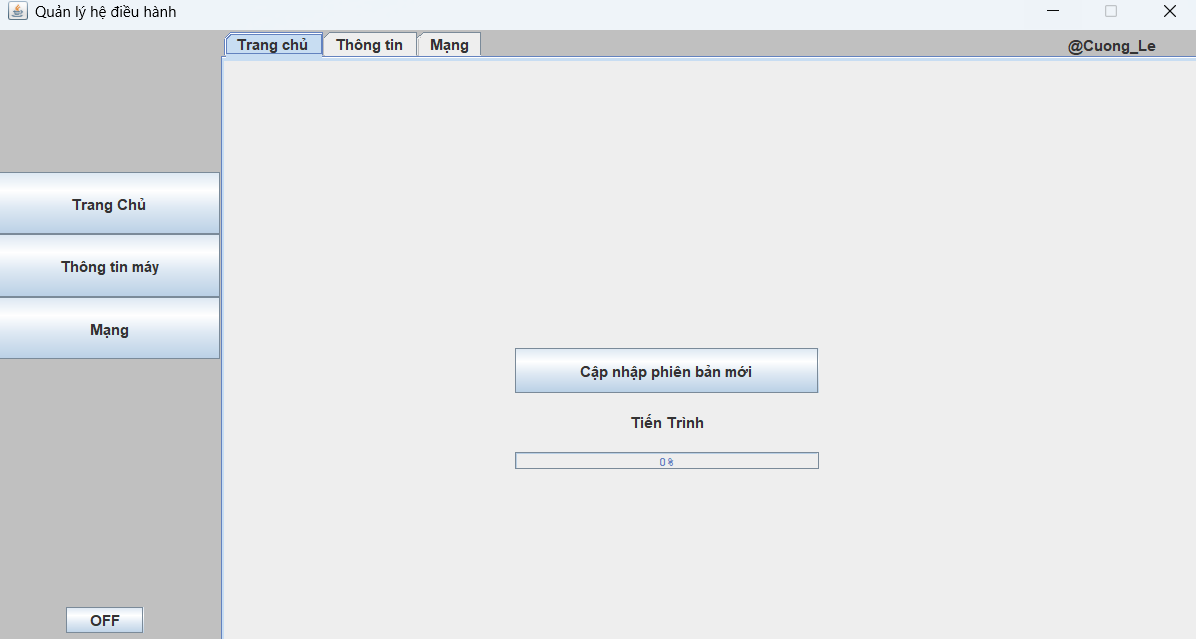 Quản lý hệ điều hành
Trang chủ
Thông tin
Mạng
@Cuong_Le
Trang Chủ
Thông tin máy
Mạng
Cập nhập phiên bản mới
Tiến Trình
0%
OFF